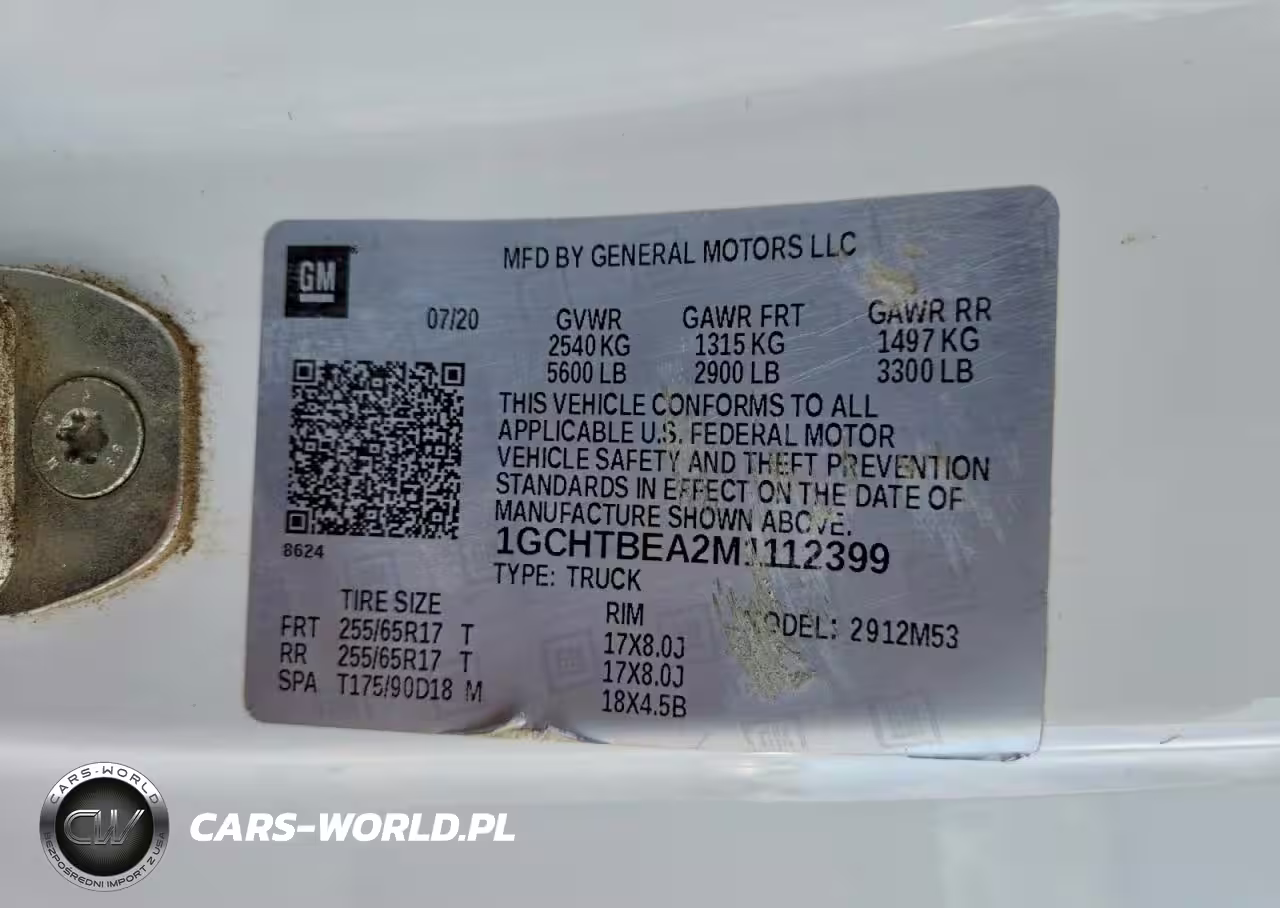 MFD BY GENERAL MOTORS LLC
GM
07/20 GVWR GAWR FRT GAWR RR
2540 KG 1315 KG 1497 KG
5600 LB 2900 LB 3300 LB
THIS VEHICLE CONFORMS TO ALL
APPLICABLE U.S. FEDERAL MOTOR
VEHICLE SAFETY AND THEFT PREVENTION
STANDARDS IN EFFECT ON THE DATE OF
MANUFACTURE SHOWN ABOVE.
8624
1GCHTBEA2M1112399
TYPE: TRUCK
MODEL: 2912M53
TIRE SIZE RIM
FRT 255/65R17 T 17X8.0J
RR 255/65R17 T 17X8.0J
SPA T175/90D18 M 18X4.5B
CARS-WORLD
CW
BEZPOŚREDNI IMPORT Z USA
CARS-WORLD.PL